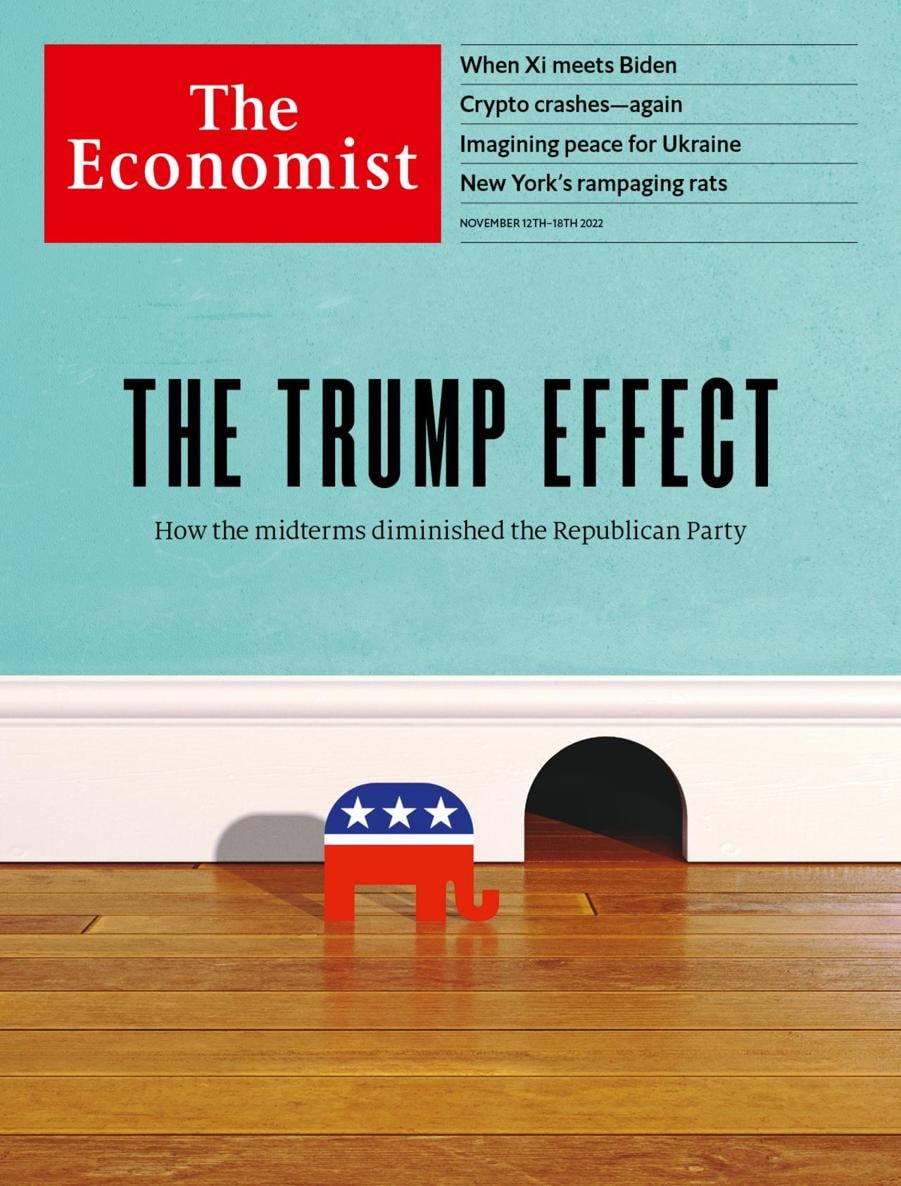 The
Economist
When Xi meets Biden
Crypto crashes—again
Imagining peace for Ukraine
New York's rampaging rats
NOVEMBER 12TH–18TH 2022
THE TRUMP EFFECT
How the midterms diminished the Republican Party